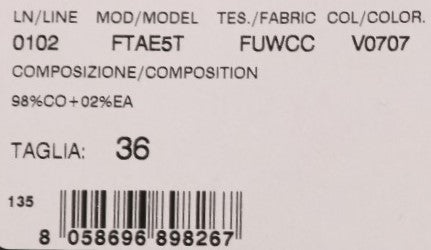 LN/LINE MOD/MODEL TES./FABRIC COL/COLOR.
0102 FTAE5T FUWCC V0707
COMPOSIZIONE/COMPOSITION
98%CO+02%EA
TAGLIA: 36
135
8 058696 898267